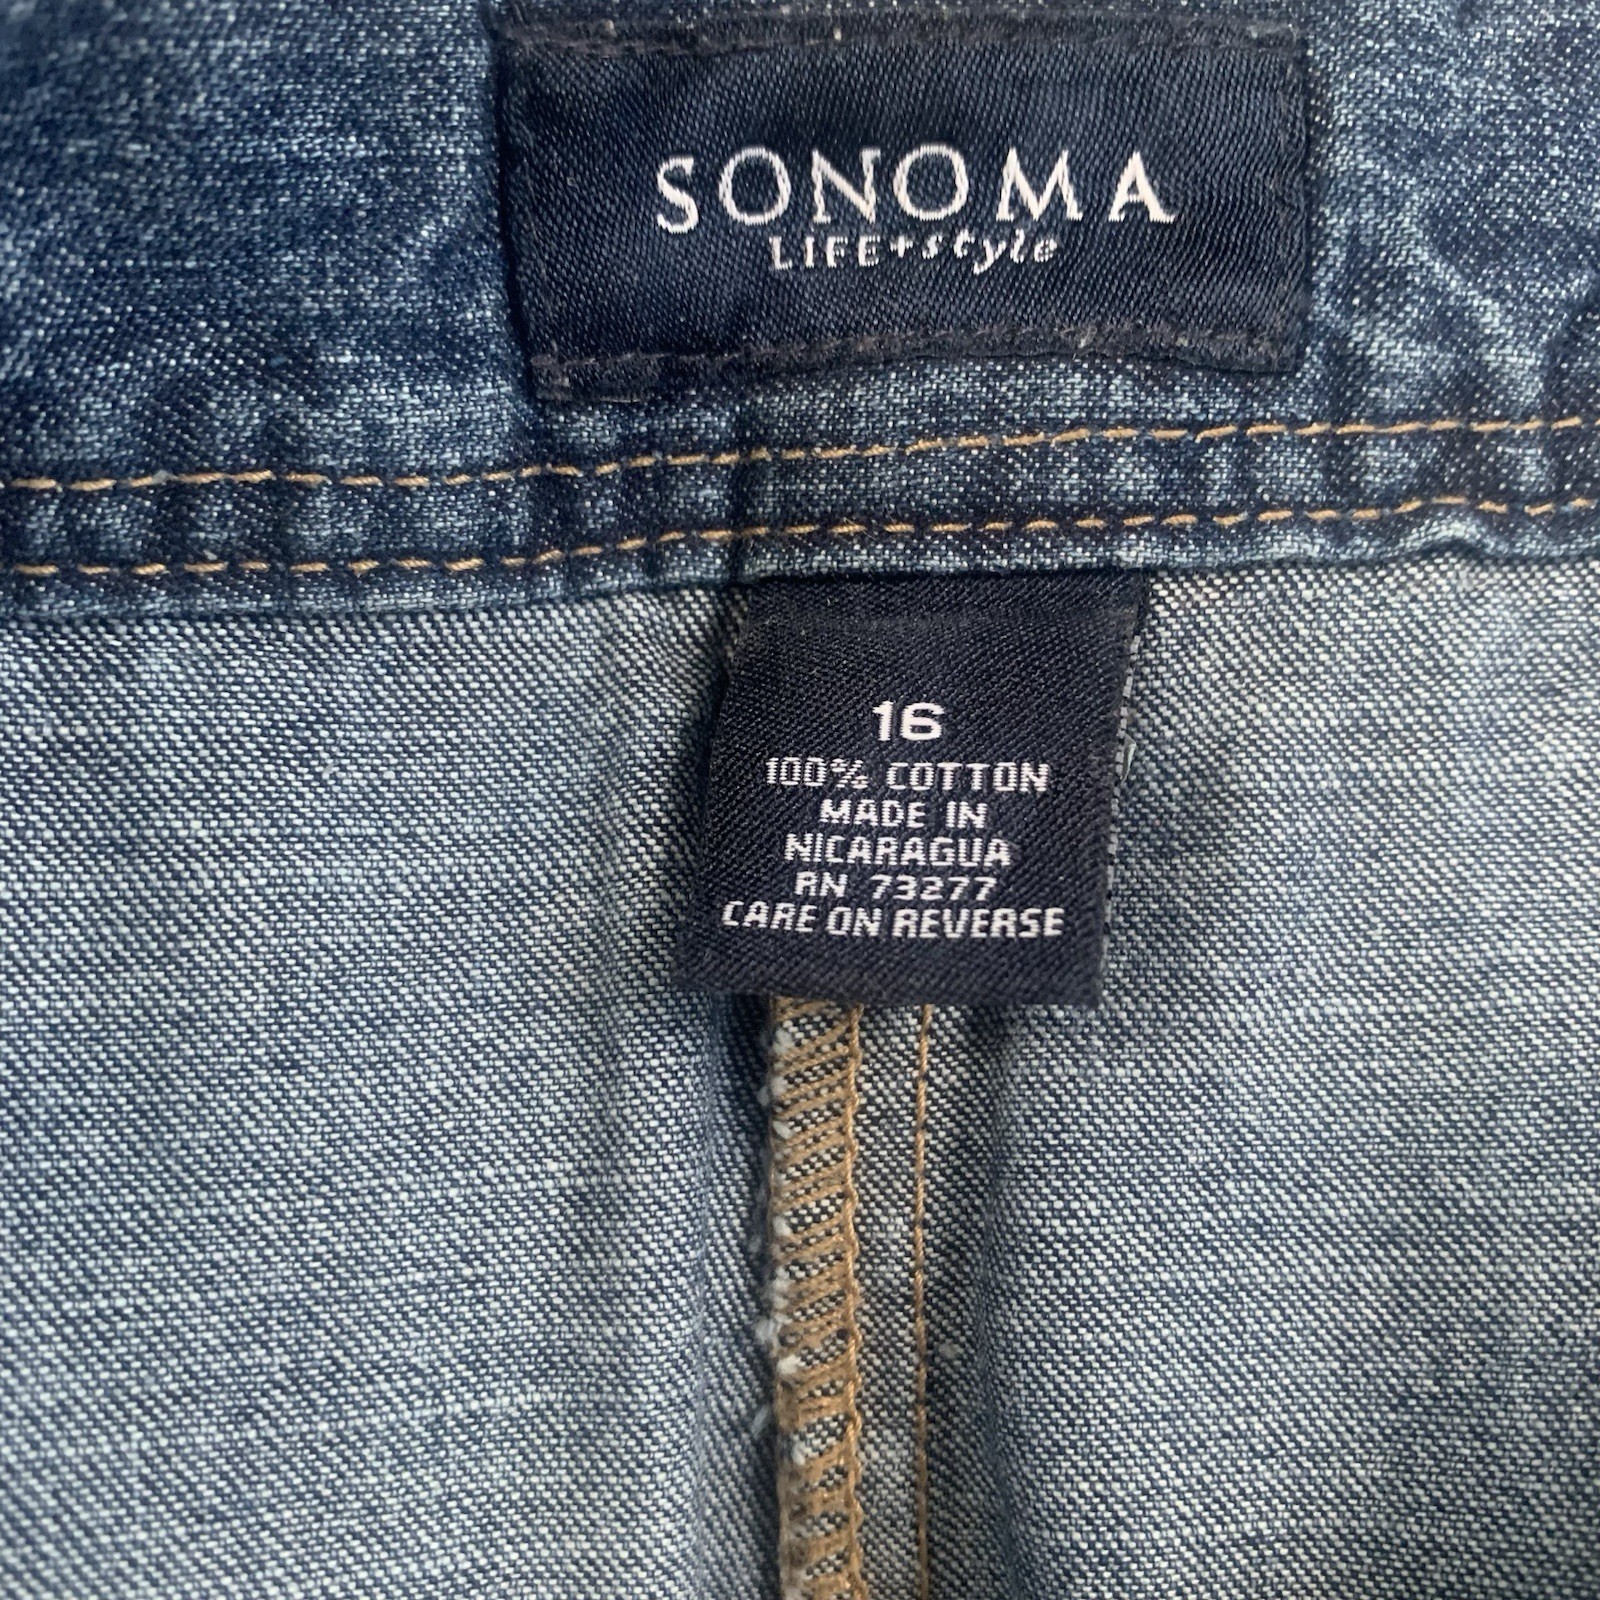 SONOMA
LIFE+style
16
100% COTTON
MADE IN
NICARAGUA
RN 73277
CARE ON REVERSE